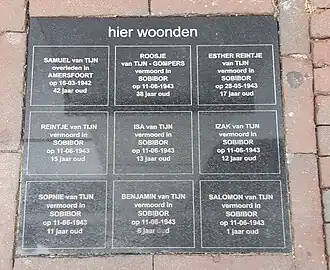 hier woonden
SAMUEL van TIJN
overleden in
AMERSFOORT
op 16-03-1942
42 jaar oud
ROOSJE
van TIJN - GOMPERS
vermoord in
SOBIBOR
op 11-06-1943
38 jaar oud
ESTHER REINTJE
van TIJN
vermoord in
SOBIBOR
op 28-05-1943
17 jaar oud
REINTJE van TIJN
vermoord in
SOBIBOR
op 11-06-1943
15 jaar oud
ISA van TIJN
vermoord in
SOBIBOR
op 11-06-1943
13 jaar oud
IZAK van TIJN
vermoord in
SOBIBOR
op 11-06-1943
12 jaar oud
SOPHIE van TIJN
vermoord in
SOBIBOR
op 11-06-1943
11 jaar oud
BENJAMIN van TIJN
vermoord in
SOBIBOR
op 11-06-1943
jaar oud
SALOMON van TIJN
vermoord in
SOBIBOR
op 11-06-1943
1 jaar oud